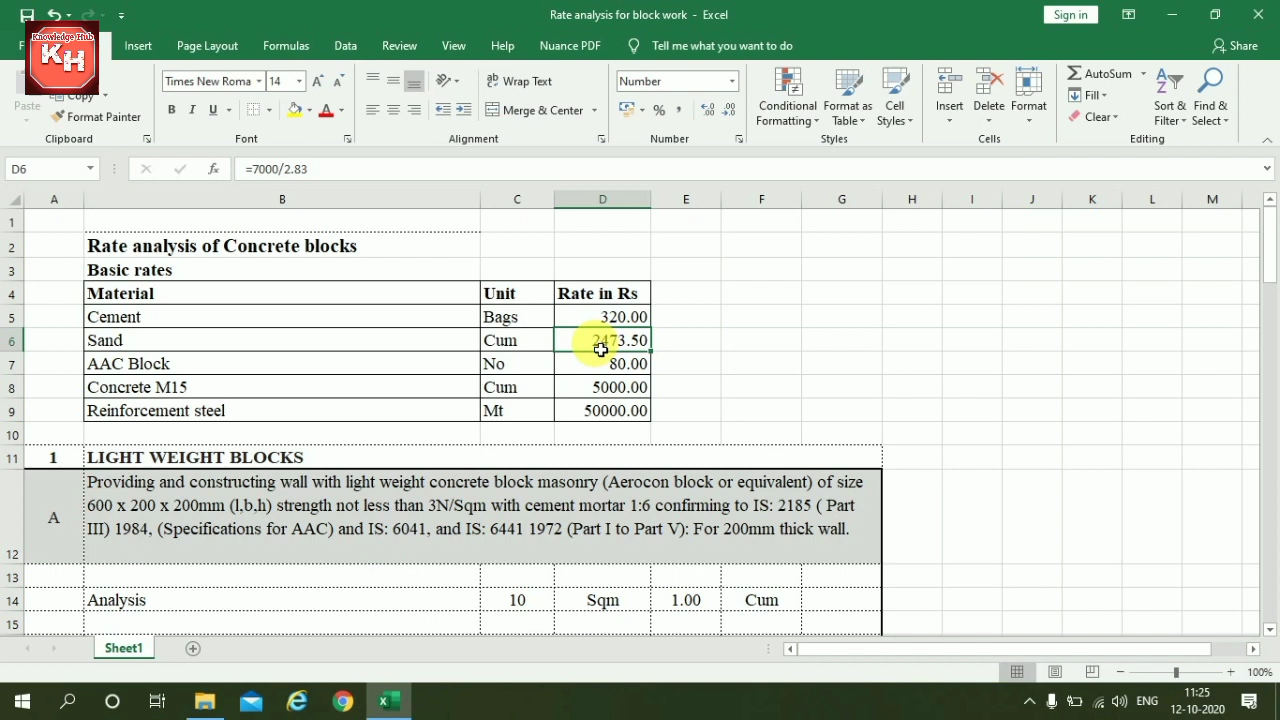 Rate analysis for block work - Excel
Sign in
Knowledge Hub
KH
F
Insert
Page Layout
Formulas
Data
Review
View
Help
Nuance PDF
Tell me what you want to do
Share
Paste
Copy
Format Painter
Clipboard
Times New Roma
14
B I U
Font
Wrap Text
Merge & Center
Alignment
Number
%
Number
Conditional Formatting
Format as Table
Cell Styles
Styles
Insert
Delete
Format
Cells
AutoSum
Fill
Clear
Sort & Filter
Find & Select
Editing
D6
fx
=7000/2.83
A B C D E F G H I J K L M
1
2 Rate analysis of Concrete blocks
3 Basic rates
4 Material Unit Rate in Rs
5 Cement Bags 320.00
6 Sand Cum 2473.50
7 AAC Block No 80.00
8 Concrete M15 Cum 5000.00
9 Reinforcement steel Mt 50000.00
10
11 1 LIGHT WEIGHT BLOCKS
Providing and constructing wall with light weight concrete block masonry (Aerocon block or equivalent) of size
600 x 200 x 200mm (l,b,h) strength not less than 3N/Sqm with cement mortar 1:6 confirming to IS: 2185 ( Part
A
III) 1984, (Specifications for AAC) and IS: 6041, and IS: 6441 1972 (Part I to Part V): For 200mm thick wall.
12
13
14 Analysis 10 Sqm 1.00 Cum
15
Sheet1
100%
ENG
11:25
12-10-2020